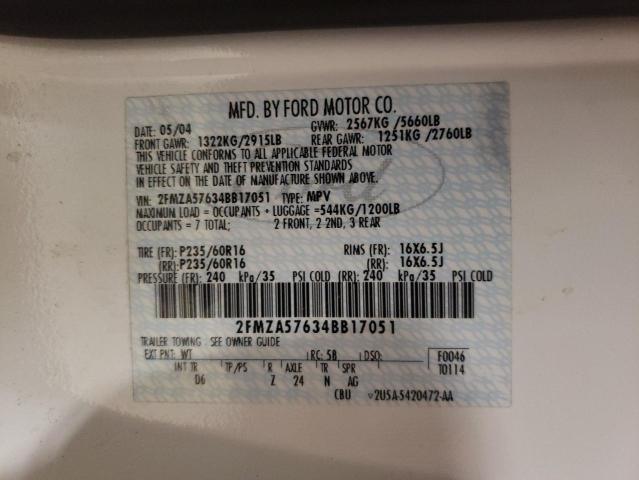 MFD. BY FORD MOTOR CO.
DATE: 05/04 GVWR: 2567KG /5660LB
FRONT GAWR: 1322KG/2915LB REAR GAWR: 1251KG /2760LB
THIS VEHICLE CONFORMS TO ALL APPLICABLE FEDERAL MOTOR
VEHICLE SAFETY AND THEFT PREVENTION STANDARDS
IN EFFECT ON THE DATE OF MANUFACTURE SHOWN ABOVE.
VIN: 2FMZA57634BB17051 TYPE: MPV
MAXIMUM LOAD = OCCUPANTS + LUGGAGE =544KG/1200LB
OCCUPANTS = 7 TOTAL; 2 FRONT, 2 2ND, 3 REAR
TIRE (FR): P235/60R16 RIMS (FR): 16X6.5J
(RR): P235/60R16 (RR): 16X6.5J
PRESSURE (FR): 240 kPa/35 PSI COLD (RR): 240 kPa/35 PSI COLD
2FMZA57634BB17051
TRAILER TOWING - SEE OWNER GUIDE
EXT PNT: WT RC: 58 DSO: F0046
INT TR TP/PS R AXLE TR SPR T0114
D6 Z 24 N AG
CBU v2U5A-5420472-AA